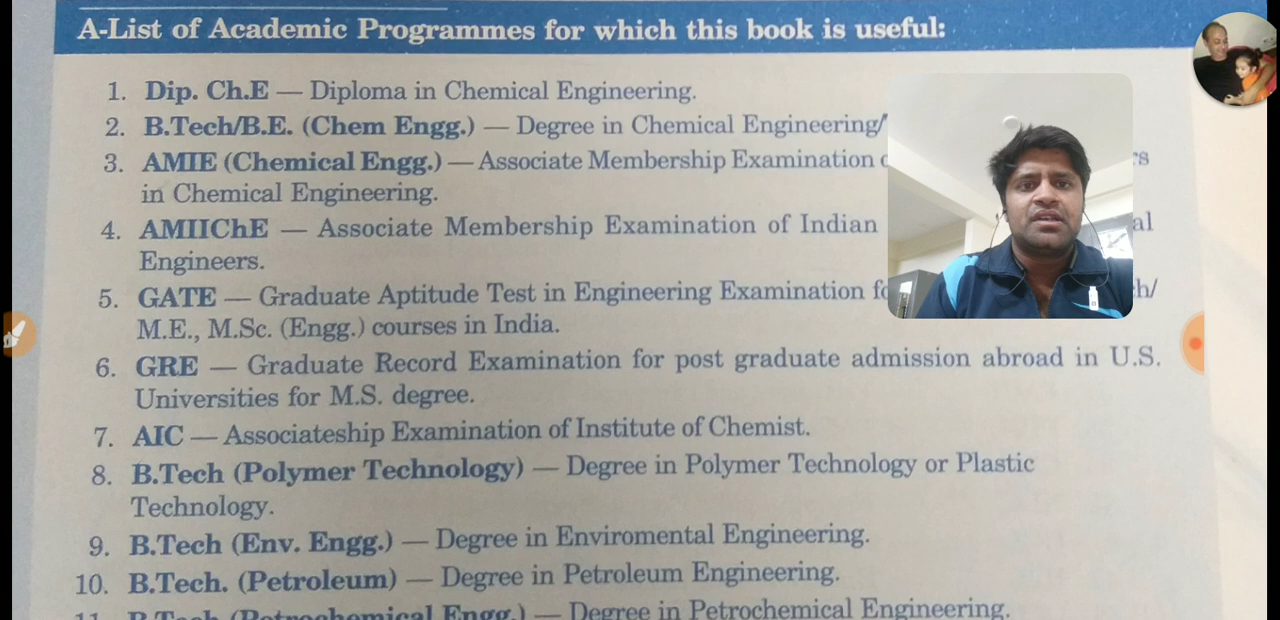 A-List of Academic Programmes for which this book is useful:
1. Dip. Ch.E — Diploma in Chemical Engineering.
2. B.Tech/B.E. (Chem Engg.) — Degree in Chemical Engineering/
3. AMIE (Chemical Engg.) — Associate Membership Examination
in Chemical Engineering.
4. AMIIChE — Associate Membership Examination of Indian
Engineers.
5. GATE — Graduate Aptitude Test in Engineering Examination
M.E., M.Sc. (Engg.) courses in India.
6. GRE — Graduate Record Examination for post graduate admission abroad in U.S.
Universities for M.S. degree.
7. AIC — Associateship Examination of Institute of Chemist.
8. B.Tech (Polymer Technology) — Degree in Polymer Technology or Plastic
Technology.
9. B.Tech (Env. Engg.) — Degree in Enviromental Engineering.
10. B.Tech. (Petroleum) — Degree in Petroleum Engineering.
11. B.Tech (Petrochemical Engg.) — Degree in Petrochemical Engineering.